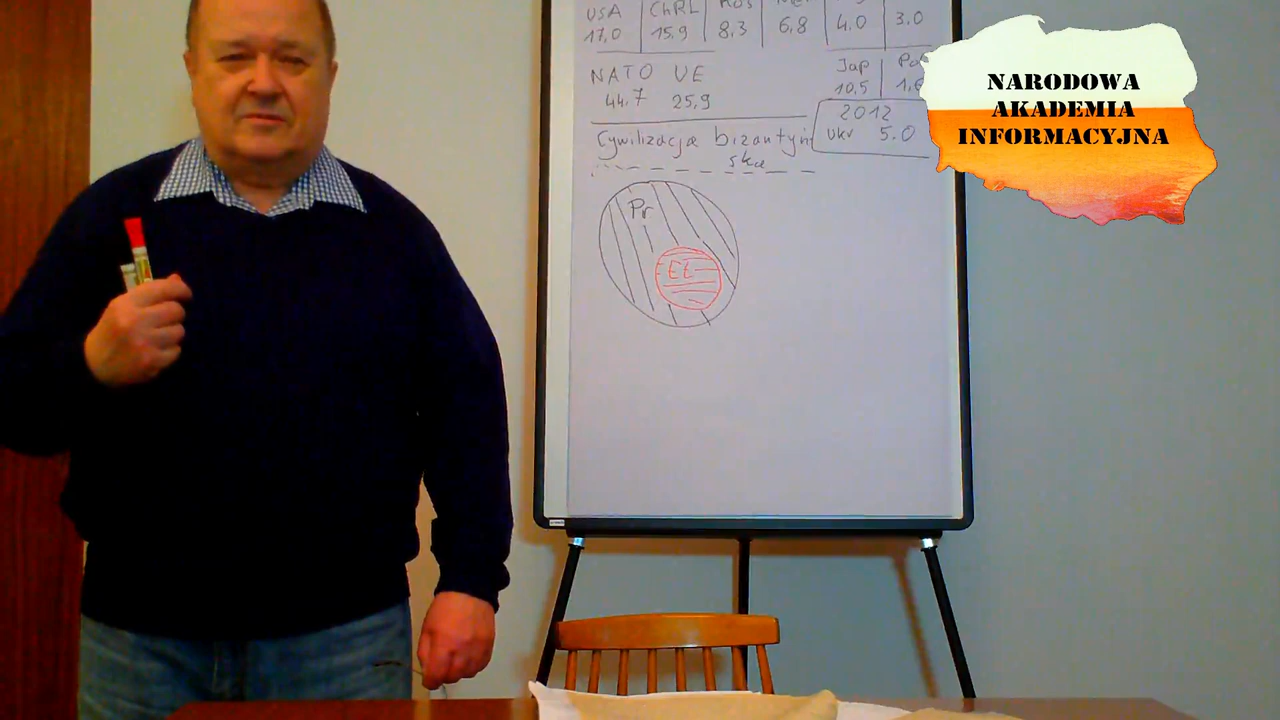 USA ChRL
17,0 15,9 8,3 6,8 4.0 3.0
NATO UE
44,7 25,9
Jap
10,5
2012
Ukr 5.0
Cywilizacja bizantyń
ska
Pr
NARODOWA
AKADEMIA
INFORMACYJNA